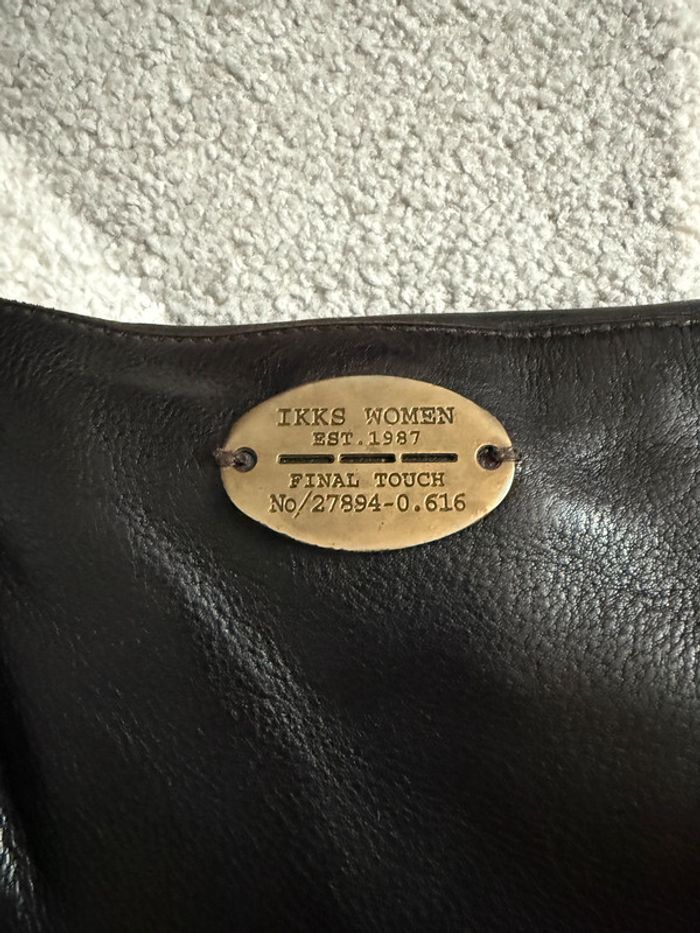 IKKS WOMEN
EST.1987
FINAL TOUCH
No/27894-0.616